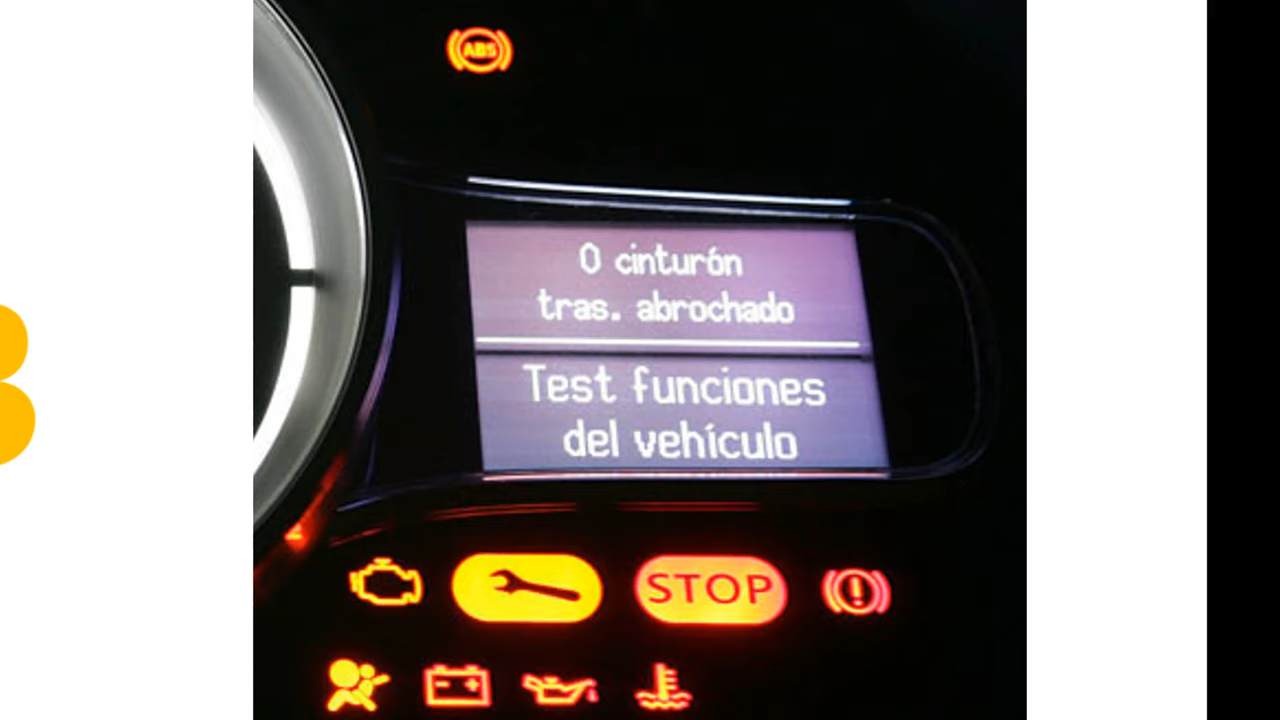 ABS
0 cinturón
tras. abrochado
Test funciones
del vehículo
STOP